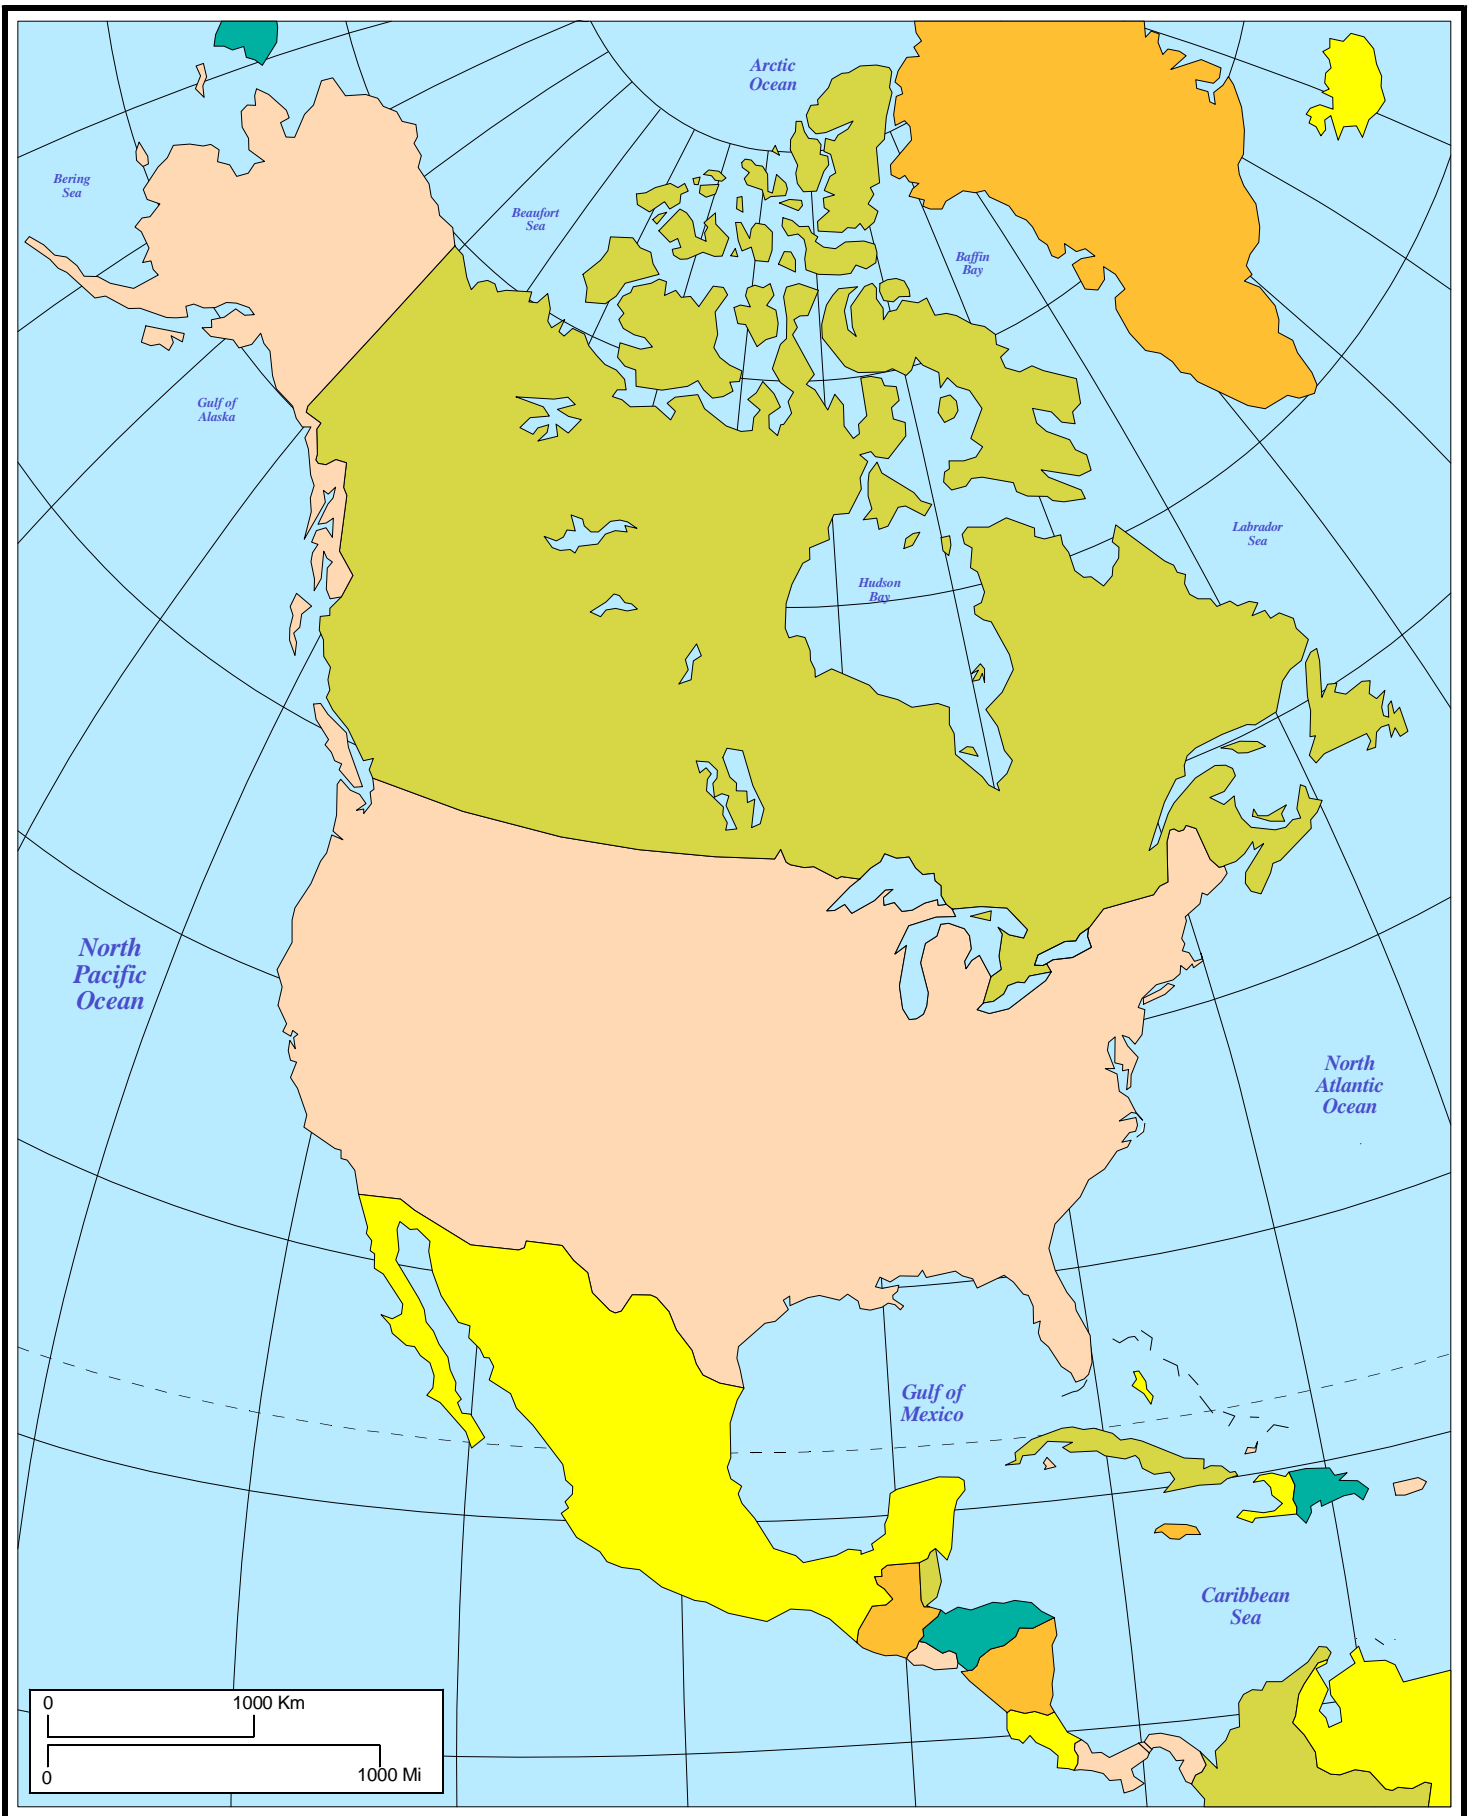 Arctic
Ocean
Bering
Sea
Beaufort
Sea
Baffin
Bay
Gulf of
Alaska
Labrador
Sea
Hudson
Bay
North
Pacific
Ocean
North
Atlantic
Ocean
Gulf of
Mexico
Caribbean
Sea
0 1000 Km
0 1000 Mi